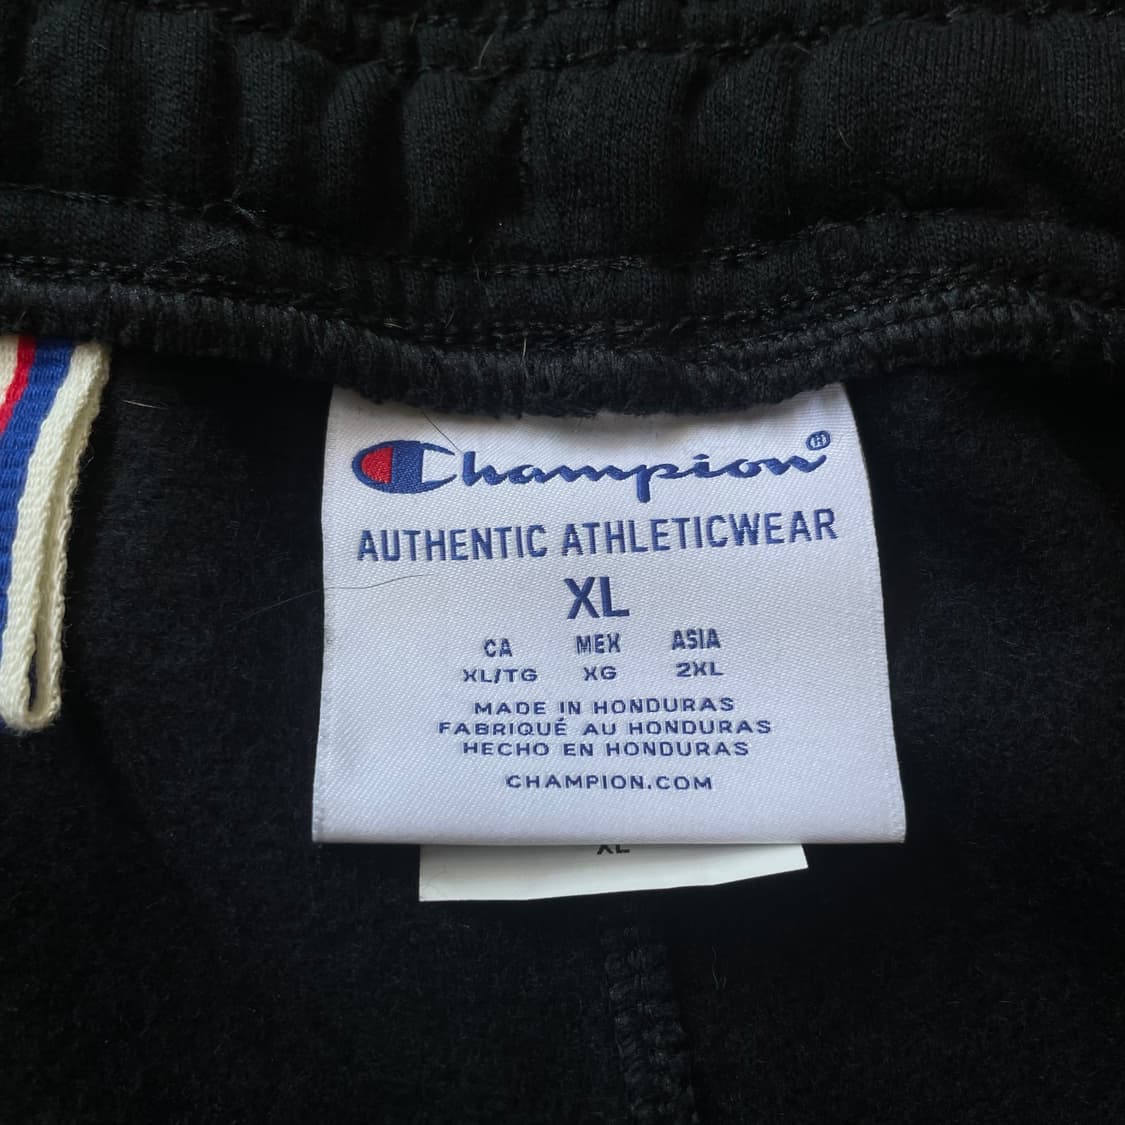 Champion®
AUTHENTIC ATHLETICWEAR
XL
CA MEX ASIA
XL/TG XG 2XL
MADE IN HONDURAS
FABRIQUÉ AU HONDURAS
HECHO EN HONDURAS
CHAMPION.COM
XL